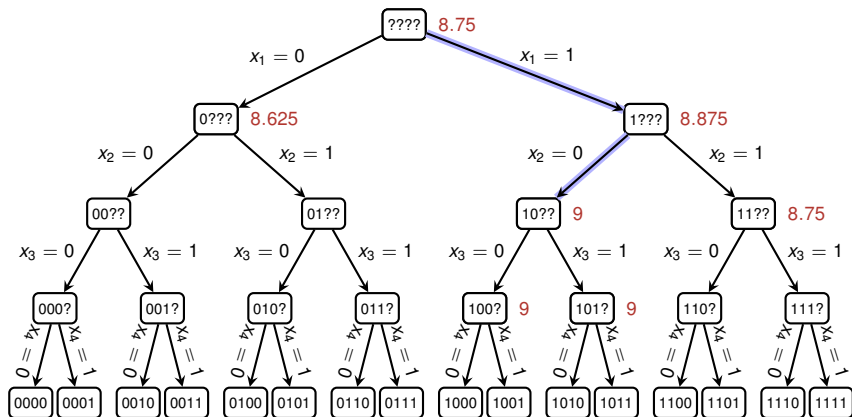 ???? 8.75
x₁ = 0 x₁ = 1
0??? 8.625 1??? 8.875
x₂ = 0 x₂ = 1 x₂ = 0 x₂ = 1
00?? 01?? 10?? 9 11?? 8.75
x₃ = 0 x₃ = 1 x₃ = 0 x₃ = 1 x₃ = 0 x₃ = 1 x₃ = 0 x₃ = 1
000? 001? 010? 011? 100? 9 101? 9 110? 111?
x₄ = 0 x₄ = 1 x₄ = 0 x₄ = 1 x₄ = 0 x₄ = 1 x₄ = 0 x₄ = 1 x₄ = 0 x₄ = 1 x₄ = 0 x₄ = 1 x₄ = 0 x₄ = 1 x₄ = 0 x₄ = 1
0000 0001 0010 0011 0100 0101 0110 0111 1000 1001 1010 1011 1100 1101 1110 1111